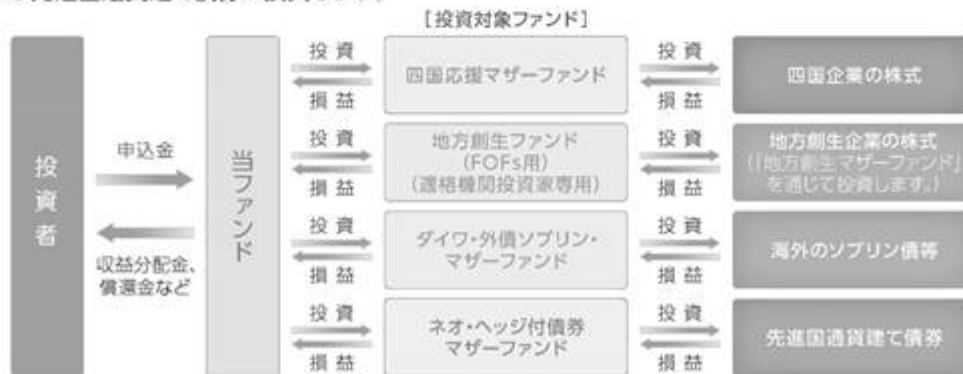 [投資対象ファンド]
投資者
申込金
収益分配金、
償還金など
当ファンド
投資
損益
四国応援マザーファンド
投資
損益
四国企業の株式
投資
損益
地方創生ファンド
(FOFs用)
(適格機関投資家専用)
投資
損益
地方創生企業の株式
(「地方創生マザーファンド」
を通じて投資します。)
投資
損益
ダイワ・外債ソブリン・
マザーファンド
投資
損益
海外のソブリン債等
投資
損益
ネオ・ヘッジ付債券
マザーファンド
投資
損益
先進国通貨建て債券